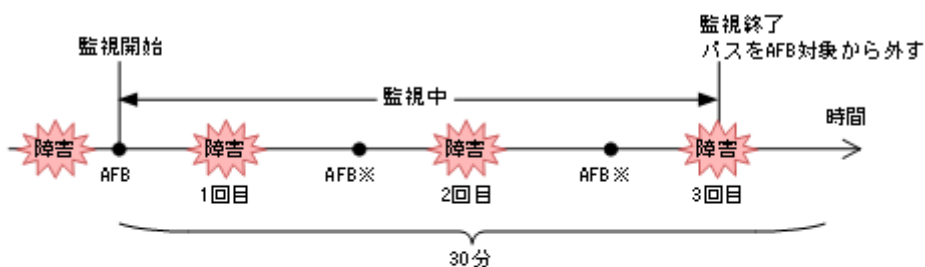 監視終了
パスをAFB対象から外す
監視開始
監視中
時間
障害
障害
障害
障害
AFB
1回目
AFB※
2回目
AFB※
3回目
30分